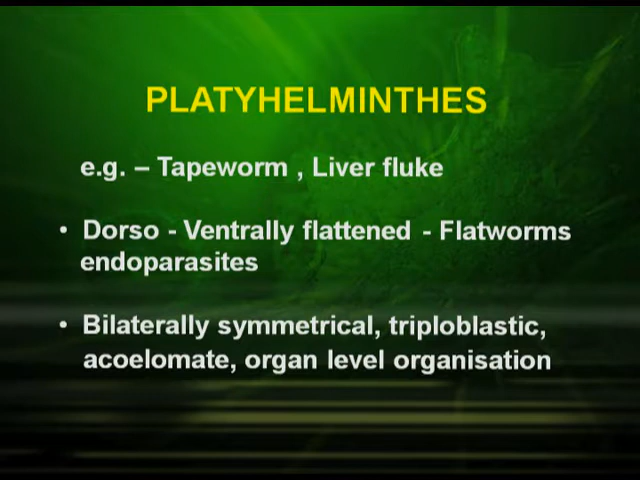 PLATYHELMINTHES
e.g. – Tapeworm , Liver fluke
• Dorso - Ventrally flattened - Flatworms
endoparasites
• Bilaterally symmetrical, triploblastic,
acoelomate, organ level organisation